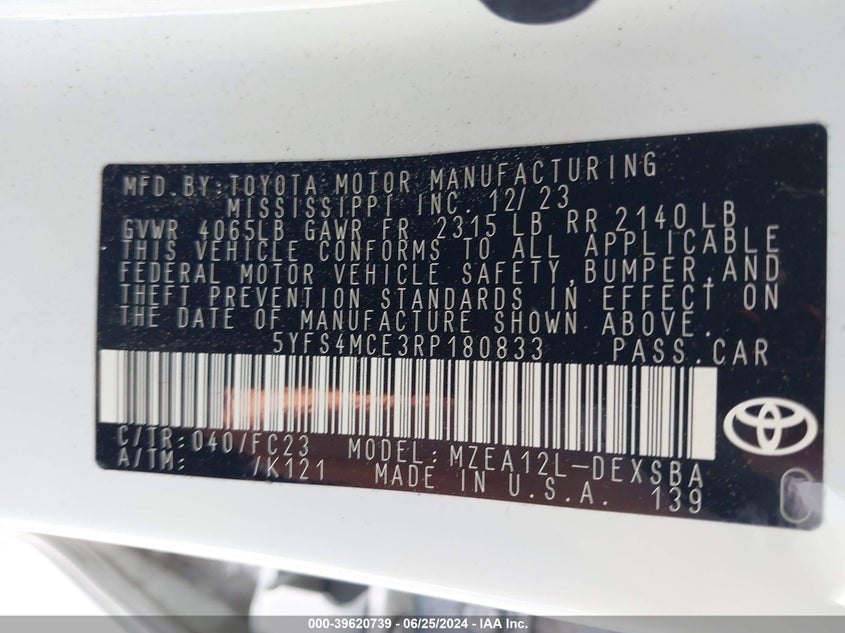 MFD.BY:TOYOTA MOTOR MANUFACTURING
MISSISSIPPI INC. 12/23
GVWR 4065LB GAWR FR 2315 LB RR 2140 LB
THIS VEHICLE CONFORMS TO ALL APPLICABLE
FEDERAL MOTOR VEHICLE SAFETY,BUMPER,AND
THEFT PREVENTION STANDARDS IN EFFECT ON
THE DATE OF MANUFACTURE SHOWN ABOVE.
5YFS4MCE3RP180833 PASS.CAR
C/TR:040/FC23 MODEL:MZEA12L-DEXSBA
A/TM: /K121 MADE IN U.S.A. 139
000-39620739 - 06/25/2024 - IAA Inc.